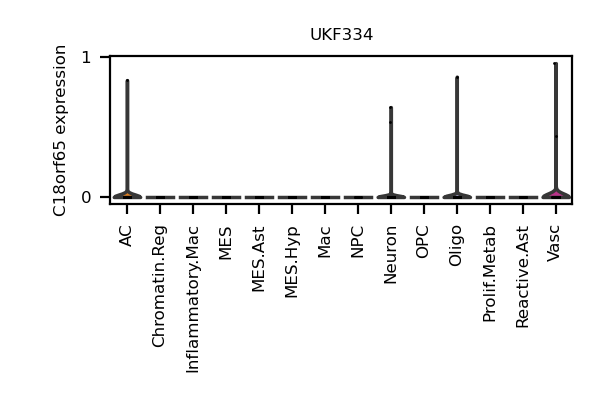 UKF334
C18orf65 expression
1
0
AC
Chromatin.Reg
Inflammatory.Mac
MES
MES.Ast
MES.Hyp
Mac
NPC
Neuron
OPC
Oligo
Prolif.Metab
Reactive.Ast
Vasc